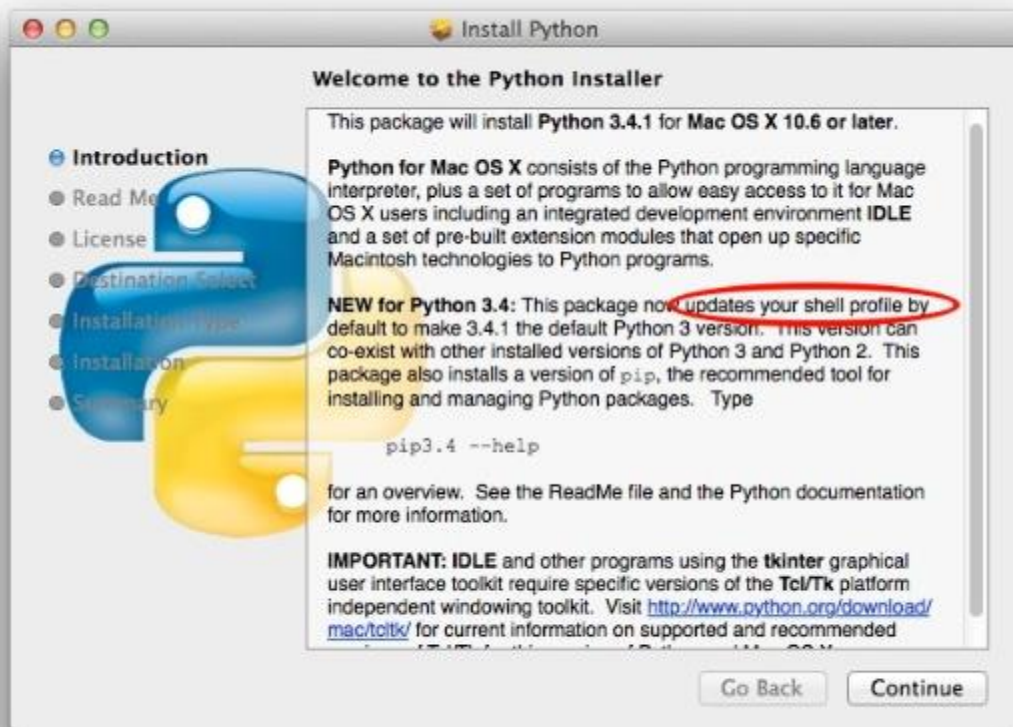 Install Python
Welcome to the Python Installer
Introduction
Read Me
License
Destination Select
Installation Type
Installation
Summary
This package will install Python 3.4.1 for Mac OS X 10.6 or later.
Python for Mac OS X consists of the Python programming language
interpreter, plus a set of programs to allow easy access to it for Mac
OS X users including an integrated development environment IDLE
and a set of pre-built extension modules that open up specific
Macintosh technologies to Python programs.
NEW for Python 3.4: This package now updates your shell profile by
default to make 3.4.1 the default Python 3 version. This version can
co-exist with other installed versions of Python 3 and Python 2. This
package also installs a version of pip, the recommended tool for
installing and managing Python packages. Type
pip3.4 --help
for an overview. See the ReadMe file and the Python documentation
for more information.
IMPORTANT: IDLE and other programs using the tkinter graphical
user interface toolkit require specific versions of the Tcl/Tk platform
independent windowing toolkit. Visit http://www.python.org/download/
mac/tcltk/ for current information on supported and recommended
Go Back
Continue